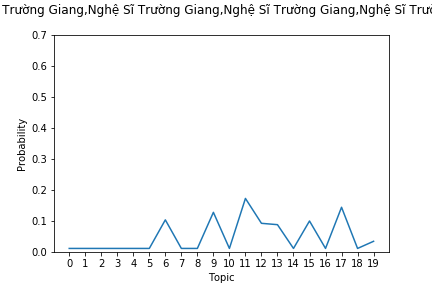 Trường Giang,Nghệ Sĩ Trường Giang,Nghệ Sĩ Trường Giang,Nghệ Sĩ
0.7
0.6
0.5
0.4
0.3
0.2
0.1
0.0
Probability
0 1 2 3 4 5 6 7 8 9 10 11 12 13 14 15 16 17 18 19
Topic